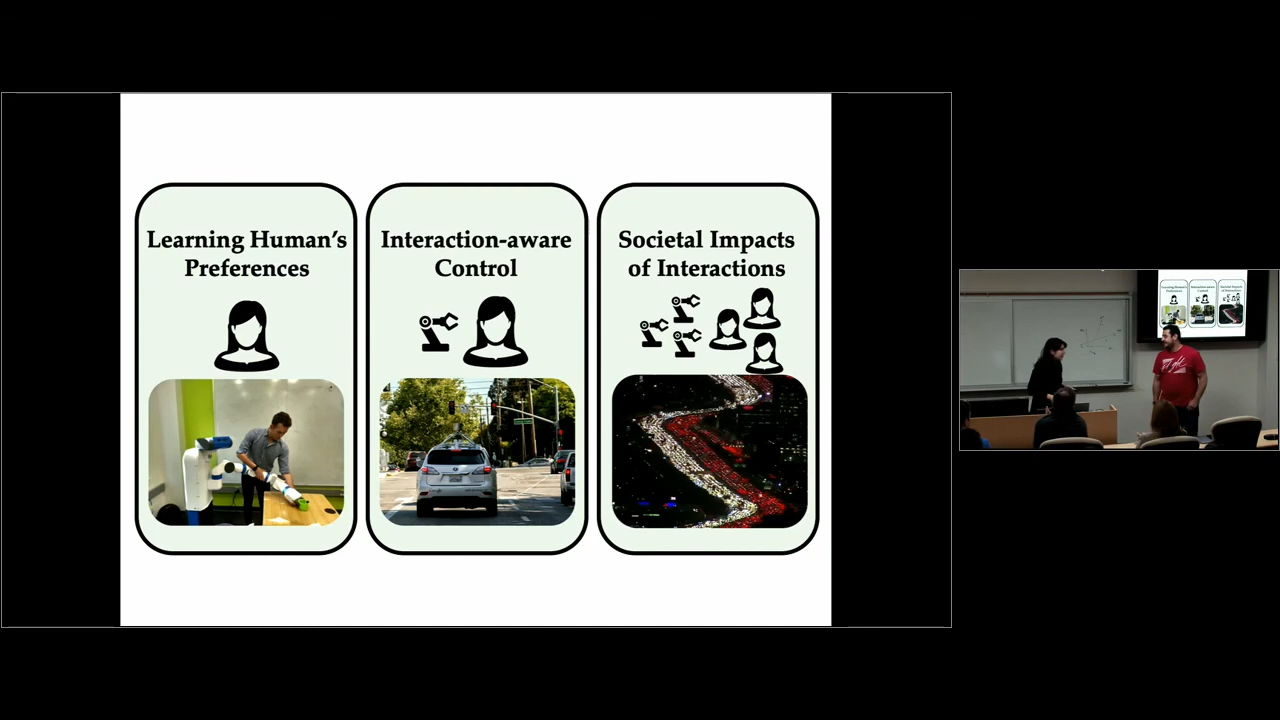 Learning Human's
Preferences
Interaction-aware
Control
Societal Impacts
of Interactions